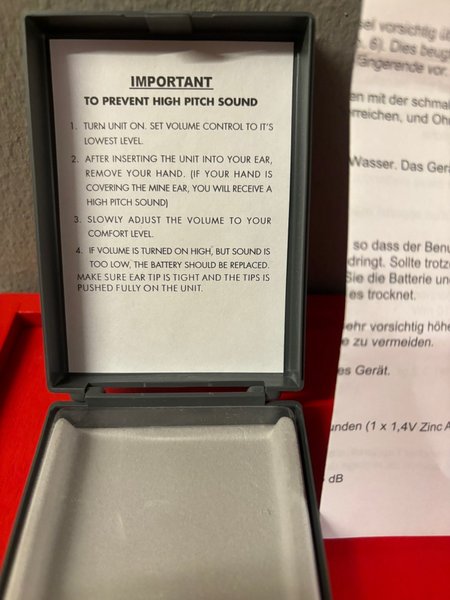 IMPORTANT
TO PREVENT HIGH PITCH SOUND
1. TURN UNIT ON. SET VOLUME CONTROL TO IT'S
LOWEST LEVEL.
2. AFTER INSERTING THE UNIT INTO YOUR EAR,
REMOVE YOUR HAND. (IF YOUR HAND IS
COVERING THE MINE EAR, YOU WILL RECEIVE A
HIGH PITCH SOUND)
3. SLOWLY ADJUST THE VOLUME TO YOUR
COMFORT LEVEL.
4. IF VOLUME IS TURNED ON HIGH, BUT SOUND IS
TOO LOW, THE BATTERY SHOULD BE REPLACED.
MAKE SURE EAR TIP IS TIGHT AND THE TIPS IS
PUSHED FULLY ON THE UNIT.
vorsichtig
6). Dies beug
ängerende vor.
en mit der schmal
rreichen, und Oh
Wasser. Das Ger
so dass der Benu
dringt. Sollte trotz
Sie die Batterie un
es trocknet.
ehr vorsichtig höhe
e zu vermeiden.
es Gerät.
unden (1 x 1,4V Zinc A
dB